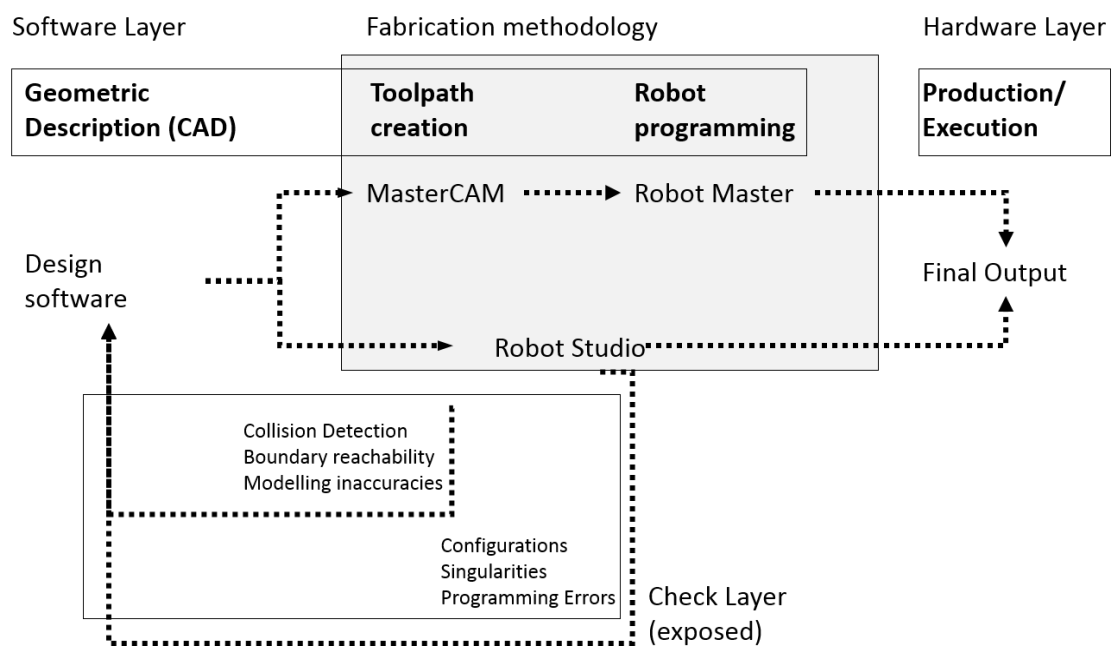 Software Layer
Fabrication methodology
Hardware Layer
Geometric
Description (CAD)
Toolpath
creation
Robot
programming
Production/
Execution
MasterCAM
Robot Master
Design
software
Final Output
Robot Studio
Collision Detection
Boundary reachability
Modelling inaccuracies
Configurations
Singularities
Programming Errors
Check Layer
(exposed)